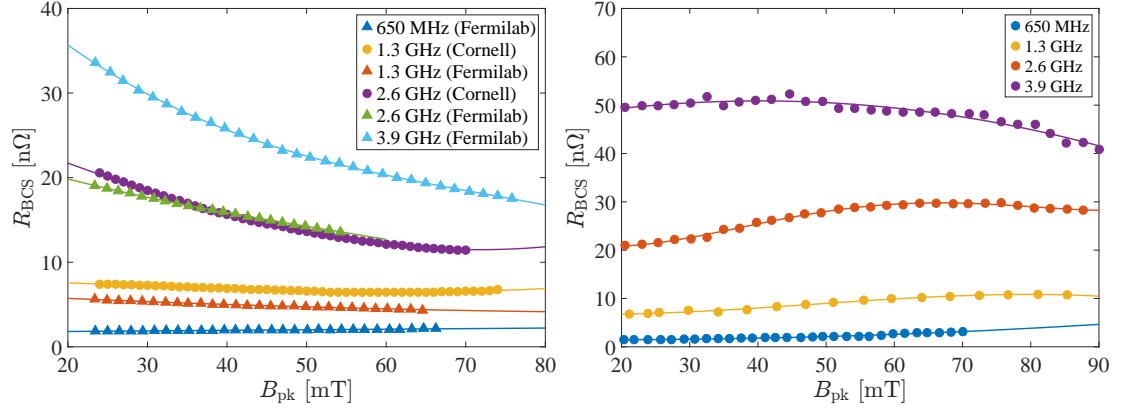 40
30
20
10
0
R_BCS [nΩ]
650 MHz (Fermilab)
1.3 GHz (Cornell)
1.3 GHz (Fermilab)
2.6 GHz (Cornell)
2.6 GHz (Fermilab)
3.9 GHz (Fermilab)
20 30 40 50 60 70 80
B_pk [mT]
70
60
50
40
30
20
10
0
R_BCS [nΩ]
650 MHz
1.3 GHz
2.6 GHz
3.9 GHz
20 30 40 50 60 70 80 90
B_pk [mT]